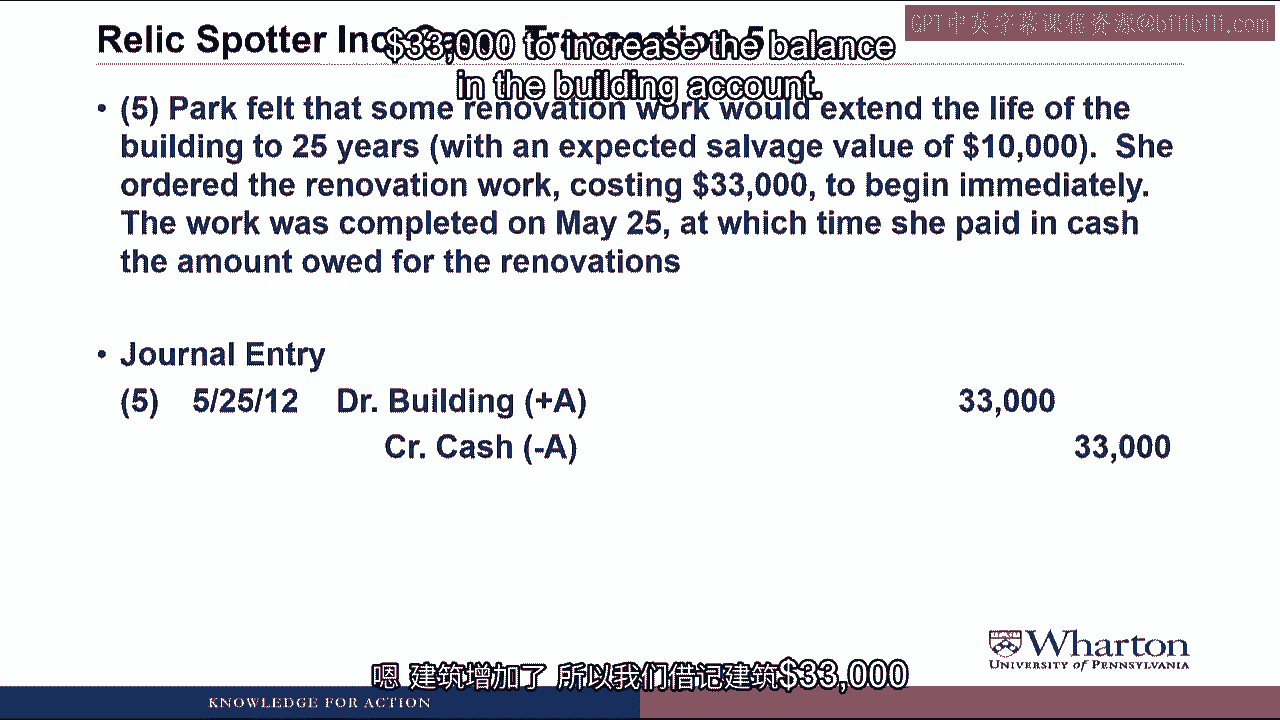 GPT中英字幕课程资源@bilibili.com
Relic Spotter Inc. Case: Transaction 5
$33,000 to increase the balance
in the building account.
• (5) Park felt that some renovation work would extend the life of the
building to 25 years (with an expected salvage value of $10,000). She
ordered the renovation work, costing $33,000, to begin immediately.
The work was completed on May 25, at which time she paid in cash
the amount owed for the renovations
• Journal Entry
(5) 5/25/12 Dr. Building (+A) 33,000
Cr. Cash (-A) 33,000
Wharton
UNIVERSITY of PENNSYLVANIA
嗯 建筑增加了 所以我们借记建筑$33,000
KNOWLEDGE FOR ACTION